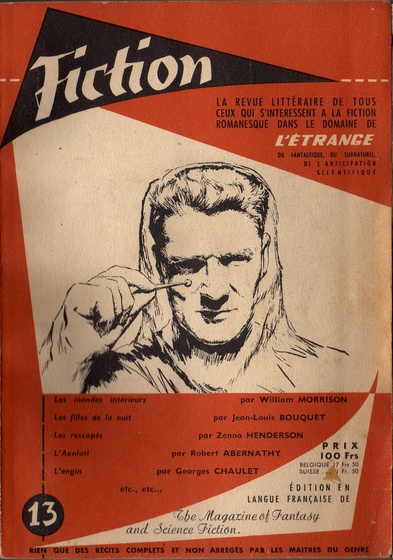 Fiction
LA REVUE LITTÉRAIRE DE TOUS
CEUX QUI S'INTERESSENT A LA FICTION
ROMANESQUE DANS LE DOMAINE DE
L'ÉTRANGE
DU FANTASTIQUE, DU SURNATUREL,
DE L'ANTICIPATION
SCIENTIFIQUE
Les mondes intérieurs par William MORRISON
Les filles de la nuit par Jean-Louis BOUQUET
Les rescapés par Zenna HENDERSON
L'Axolotl par Robert ABERNATHY
L'engin par Georges CHAULET
etc., etc...
PRIX
100 Frs
BELGIQUE 17 Frs 50
SUISSE Fr. 50
ÉDITION EN
LANGUE FRANÇAISE DE
The Magazine of Fantasy
and Science Fiction.
13
RIEN QUE DES RÉCITS COMPLETS ET NON ABRÉGÉS PAR LES MAITRES DU GENRE